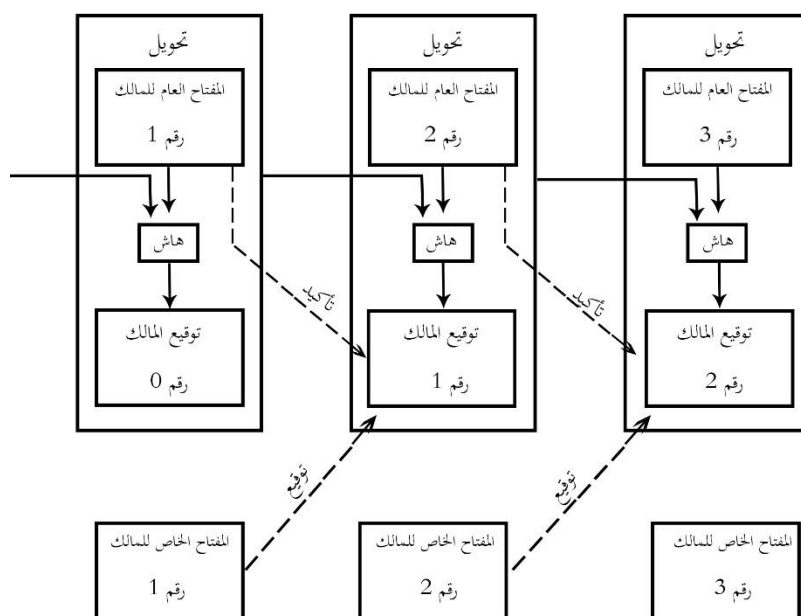 تحويل
المفتاح العام للمالك
رقم 1
هاش
توقيع المالك
رقم 0
تحويل
المفتاح العام للمالك
رقم 2
هاش
توقيع المالك
رقم 1
تحويل
المفتاح العام للمالك
رقم 3
هاش
توقيع المالك
رقم 2
تأكيد
تأكيد
توقيع
توقيع
المفتاح الخاص للمالك
رقم 1
المفتاح الخاص للمالك
رقم 2
المفتاح الخاص للمالك
رقم 3